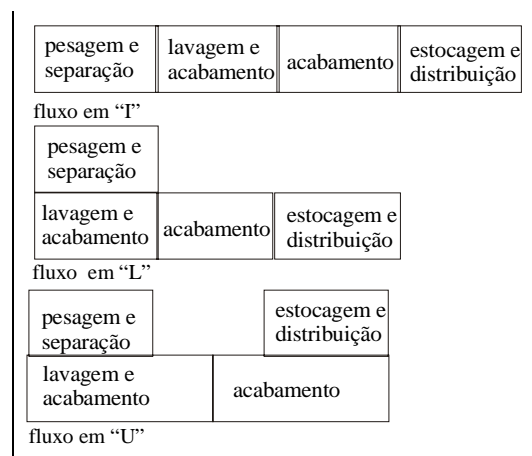 pesagem e
separação
lavagem e
acabamento
acabamento
estocagem e
distribuição
fluxo em “I”
pesagem e
separação
lavagem e
acabamento
acabamento
estocagem e
distribuição
fluxo em “L”
pesagem e
separação
estocagem e
distribuição
lavagem e
acabamento
acabamento
fluxo em “U”